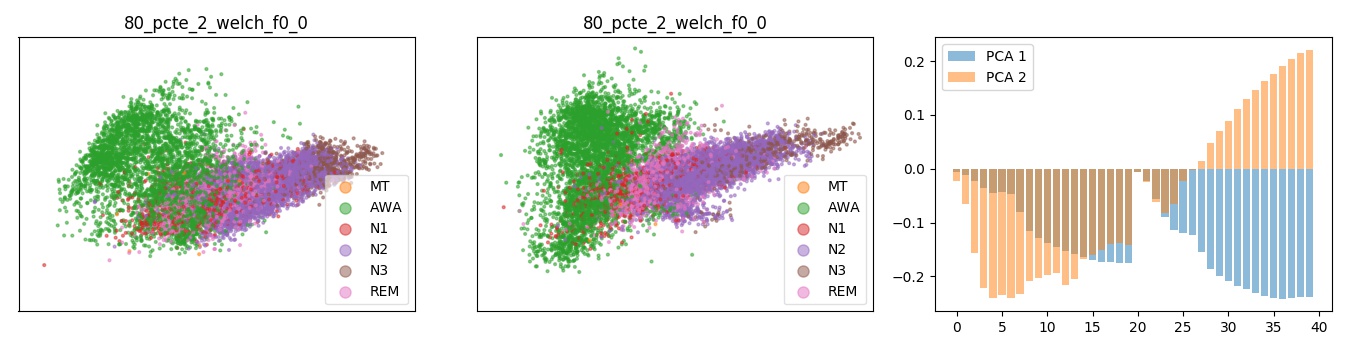 80_pcte_2_welch_f0_0
MT
AWA
N1
N2
N3
REM
80_pcte_2_welch_f0_0
MT
AWA
N1
N2
N3
REM
PCA 1
PCA 2
0.2
0.1
0.0
−0.1
−0.2
0 5 10 15 20 25 30 35 40